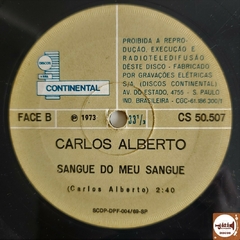 DISCOS
CONTINENTAL
PROIBIDA A REPRO-
DUÇÃO, EXECUÇÃO E
RADIOTELEDIFUSÃO
DESTE DISCO - FABRICADO
POR GRAVAÇÕES ELÉTRICAS
S/A. (DISCOS CONTINENTAL)
AV. DO ESTADO, 4755 - S. PAULO
IND. BRASILEIRA - CGC-61.186.300/1
FACE B ℗ 1973 33⅓ CS 50.507
CARLOS ALBERTO
SANGUE DO MEU SANGUE
(Carlos Alberto) 2:40
SCDP-DPF-004/69-SP